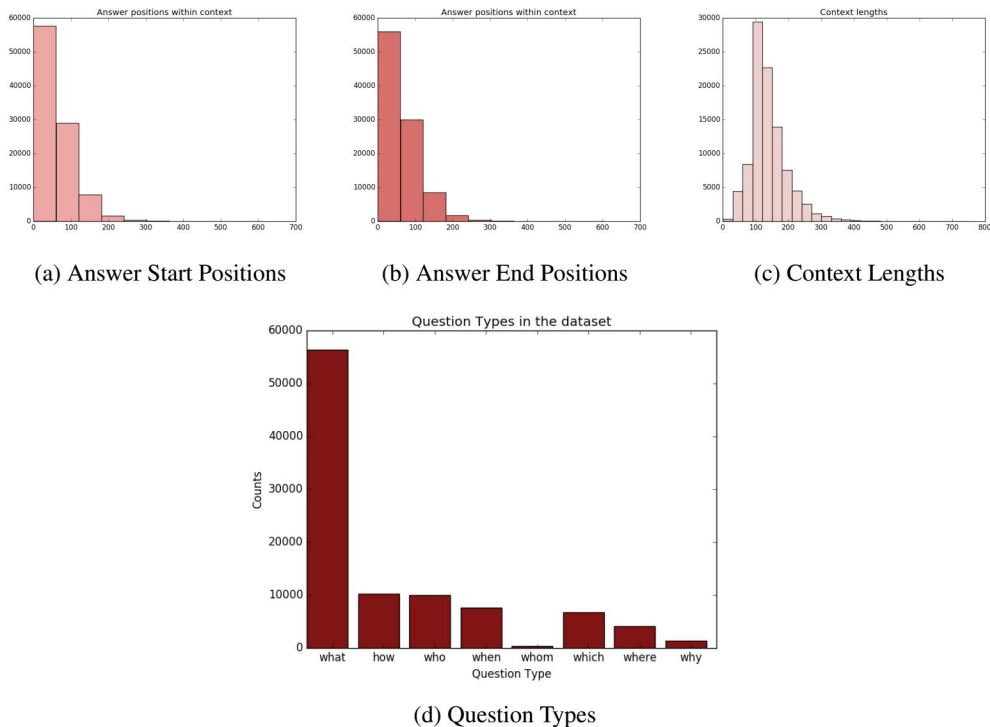 Answer positions within context
60000
50000
40000
30000
20000
10000
0
0 100 200 300 400 500 600 700
(a) Answer Start Positions
Answer positions within context
60000
50000
40000
30000
20000
10000
0
0 100 200 300 400 500 600 700
(b) Answer End Positions
Context lengths
30000
25000
20000
15000
10000
5000
0
0 100 200 300 400 500 600 700 800
(c) Context Lengths
Question Types in the dataset
60000
50000
40000
30000
20000
10000
0
Counts
what how who when whom which where why
Question Type
(d) Question Types